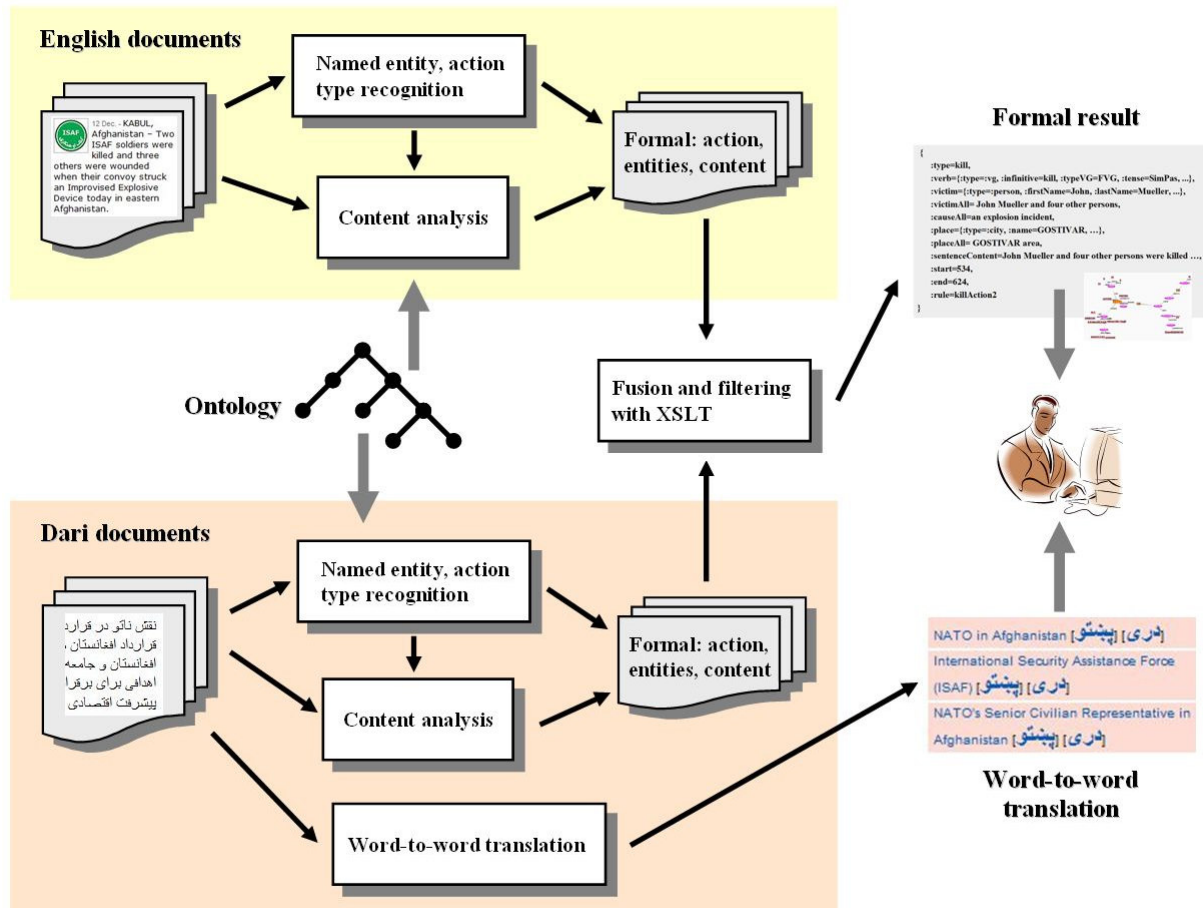 English documents
ISAF
12 Dec. - KABUL,
Afghanistan – Two
ISAF soldiers were
killed and three
others were wounded
when their convoy struck
an Improvised Explosive
Device today in eastern
Afghanistan.
Named entity, action
type recognition
Content analysis
Formal: action,
entities, content
Formal result
{
:type=kill,
:verb={:type=:vg, :infinitive=kill, :typeVG=FVG, :tense=SimPas, ...},
:victim={:type=:person, :firstName=John, :lastName=Mueller, ...},
:victimAll= John Mueller and four other persons,
:causeAll=an explosion incident,
:place={:type=:city, :name=GOSTIVAR, …},
:placeAll= GOSTIVAR area,
:sentenceContent=John Mueller and four other persons were killed …,
:start=534,
:end=624,
:rule=killAction2
}
Ontology
Fusion and filtering
with XSLT
Dari documents
نقش ناتو در قرارد
قرارداد افغانستان ،
افغانستان و جامعه
اهدافی برای برقرا
پیشرفت اقتصادی
Named entity, action
type recognition
Content analysis
Word-to-word translation
Formal: action,
entities, content
NATO in Afghanistan [پښتو] [دری]
International Security Assistance Force
(ISAF) [پښتو] [دری]
NATO's Senior Civilian Representative in
Afghanistan [پښتو] [دری]
Word-to-word
translation